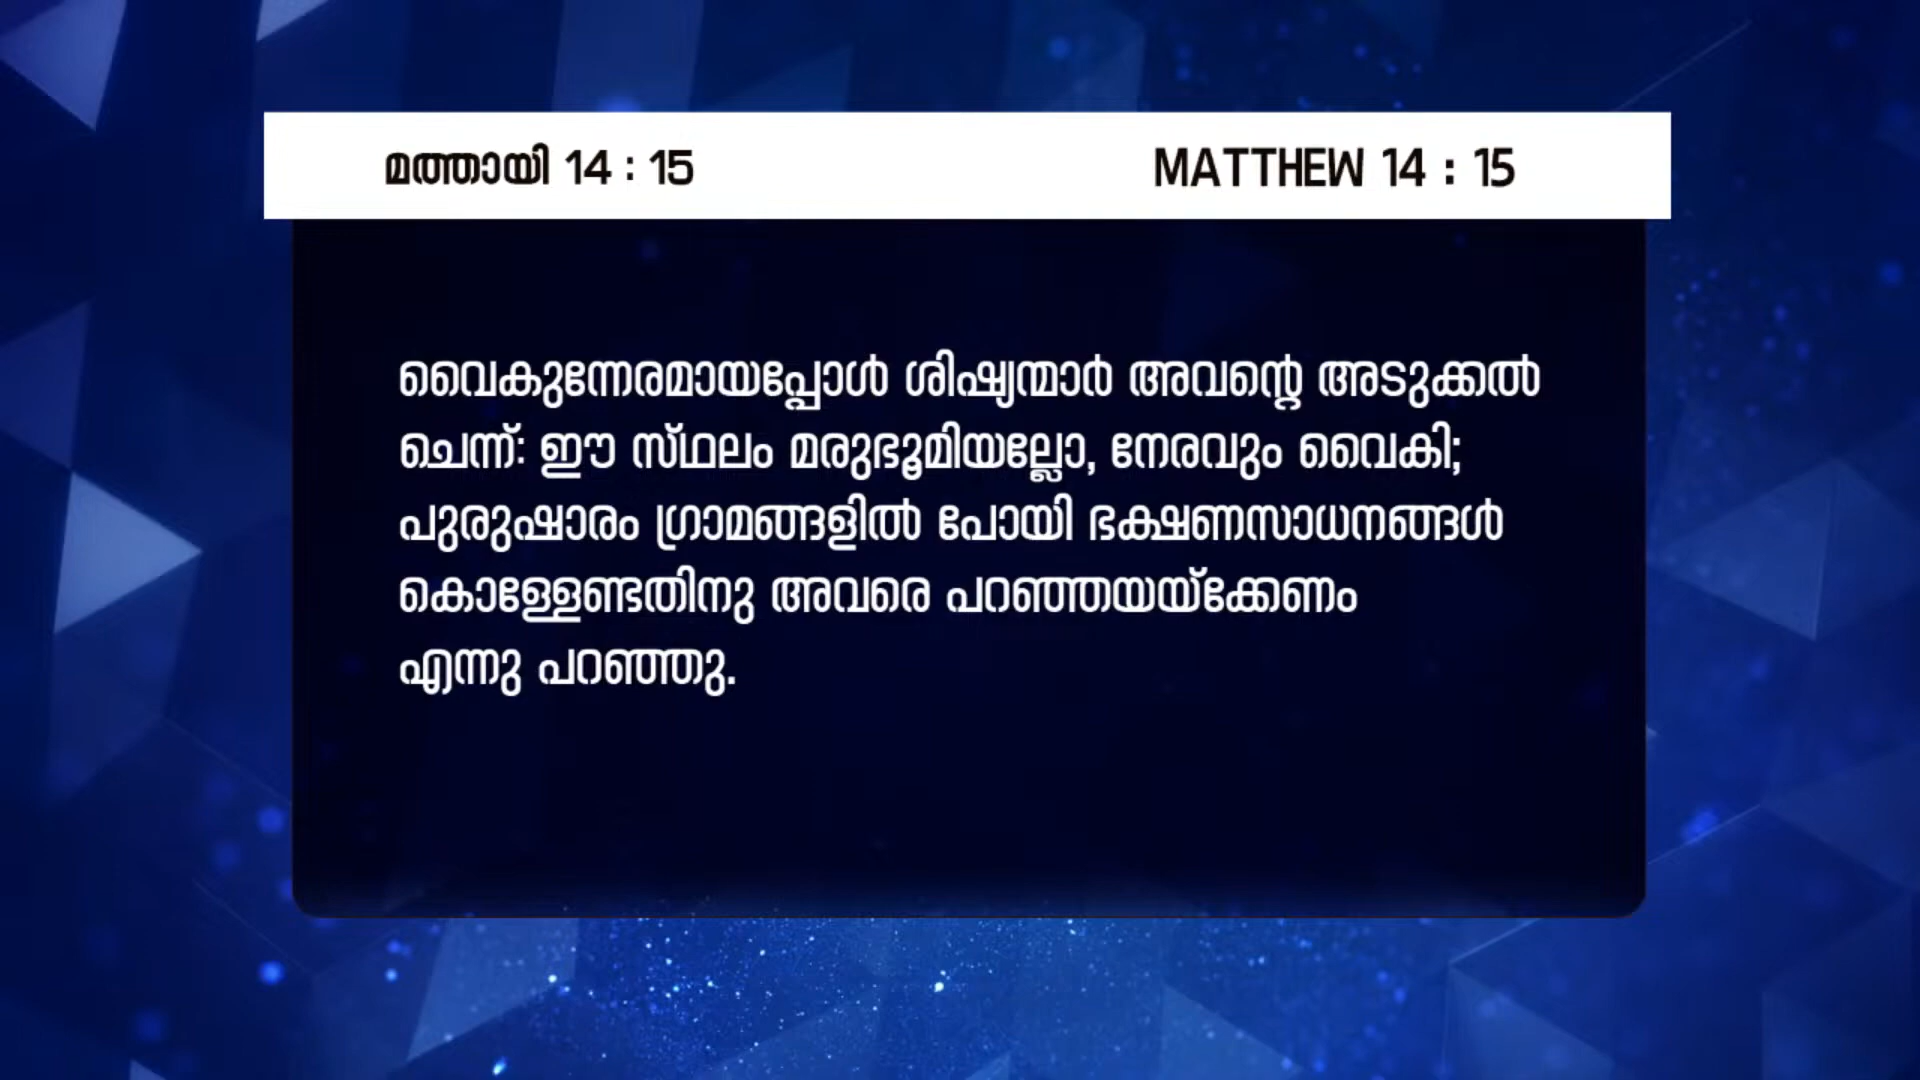 മത്തായി 14 : 15
MATTHEW 14 : 15
വൈകുന്നേരമായപ്പോൾ ശിഷ്യന്മാർ അവന്റെ അടുക്കൽ
ചെന്ന്: ഈ സ്ഥലം മരുഭൂമിയല്ലോ, നേരവും വൈകി;
പുരുഷാരം ഗ്രാമങ്ങളിൽ പോയി ഭക്ഷണസാധനങ്ങൾ
കൊള്ളേണ്ടതിനു അവരെ പറഞ്ഞയയ്ക്കേണം
എന്നു പറഞ്ഞു.